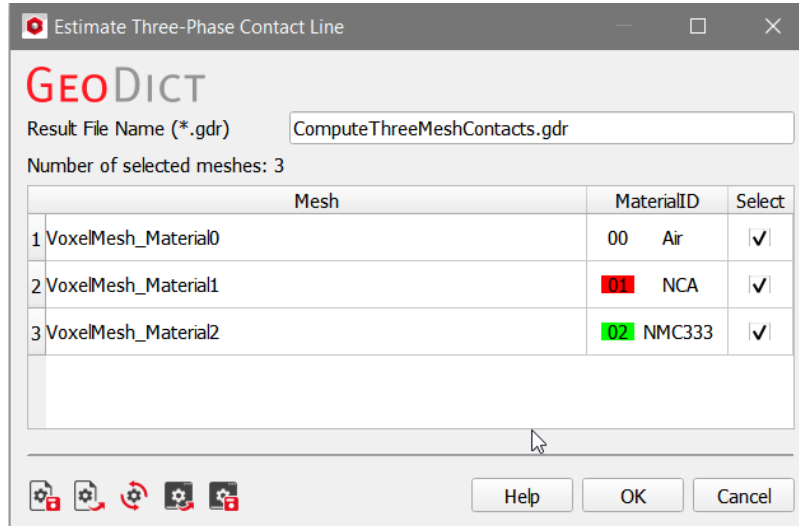 Estimate Three-Phase Contact Line
GEODICT
Result File Name (*.gdr) ComputeThreeMeshContacts.gdr
Number of selected meshes: 3
Mesh MaterialID Select
1 VoxelMesh_Material0 00 Air
2 VoxelMesh_Material1 01 NCA
3 VoxelMesh_Material2 02 NMC333
Help OK Cancel